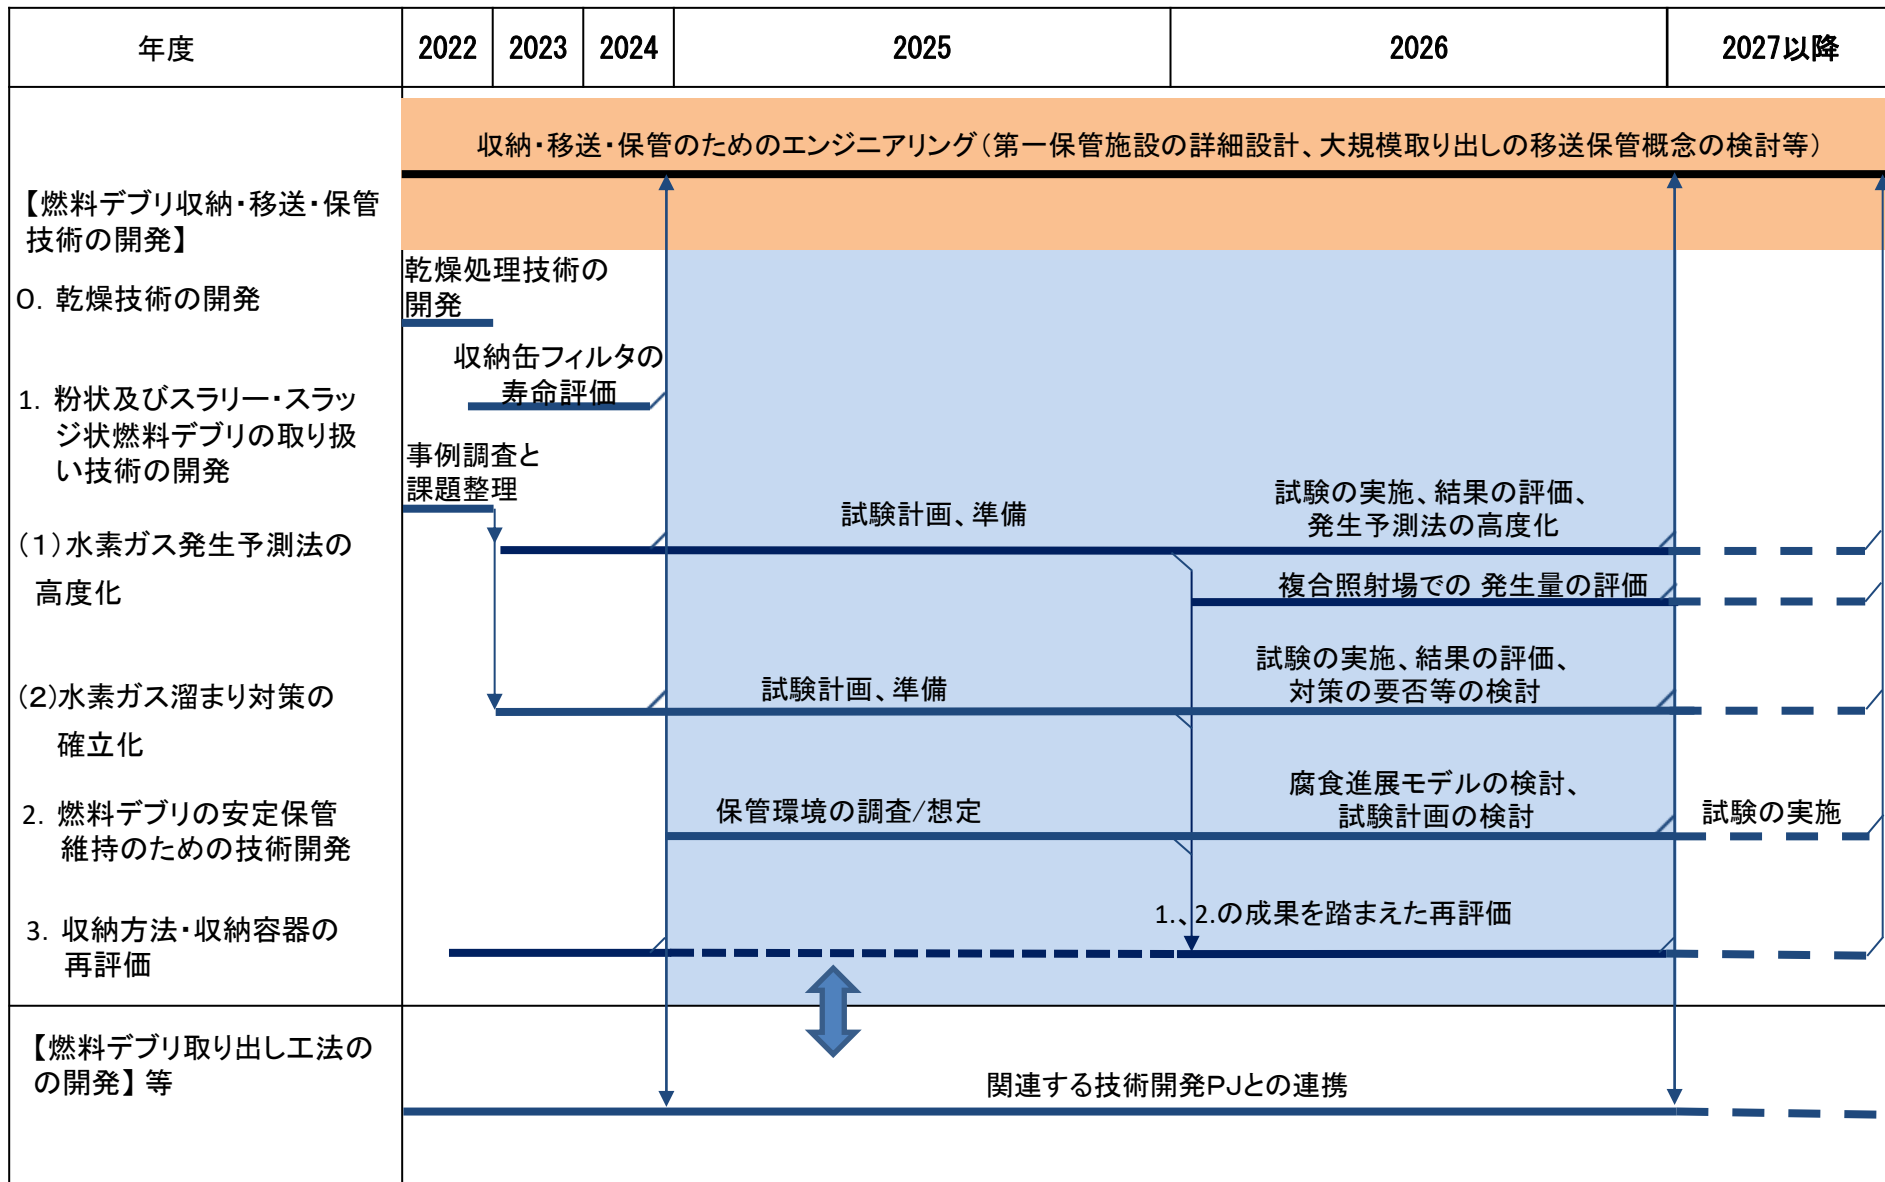 年度
2022
2023
2024
2025
2026
2027以降
収納・移送・保管のためのエンジニアリング（第一保管施設の詳細設計、大規模取り出しの移送保管概念の検討等）
【燃料デブリ収納・移送・保管
技術の開発】
0. 乾燥技術の開発
乾燥処理技術の
開発
収納缶フィルタの
寿命評価
1. 粉状及びスラリー・スラッ
ジ状燃料デブリの取り扱
い技術の開発
事例調査と
課題整理
（１）水素ガス発生予測法の
高度化
試験計画、準備
試験の実施、結果の評価、
発生予測法の高度化
複合照射場での 発生量の評価
(２)水素ガス溜まり対策の
確立化
試験計画、準備
試験の実施、結果の評価、
対策の要否等の検討
2. 燃料デブリの安定保管
維持のための技術開発
保管環境の調査/想定
腐食進展モデルの検討、
試験計画の検討
試験の実施
3. 収納方法・収納容器の
再評価
1.、2.の成果を踏まえた再評価
【燃料デブリ取り出し工法の
の開発】等
関連する技術開発PJとの連携